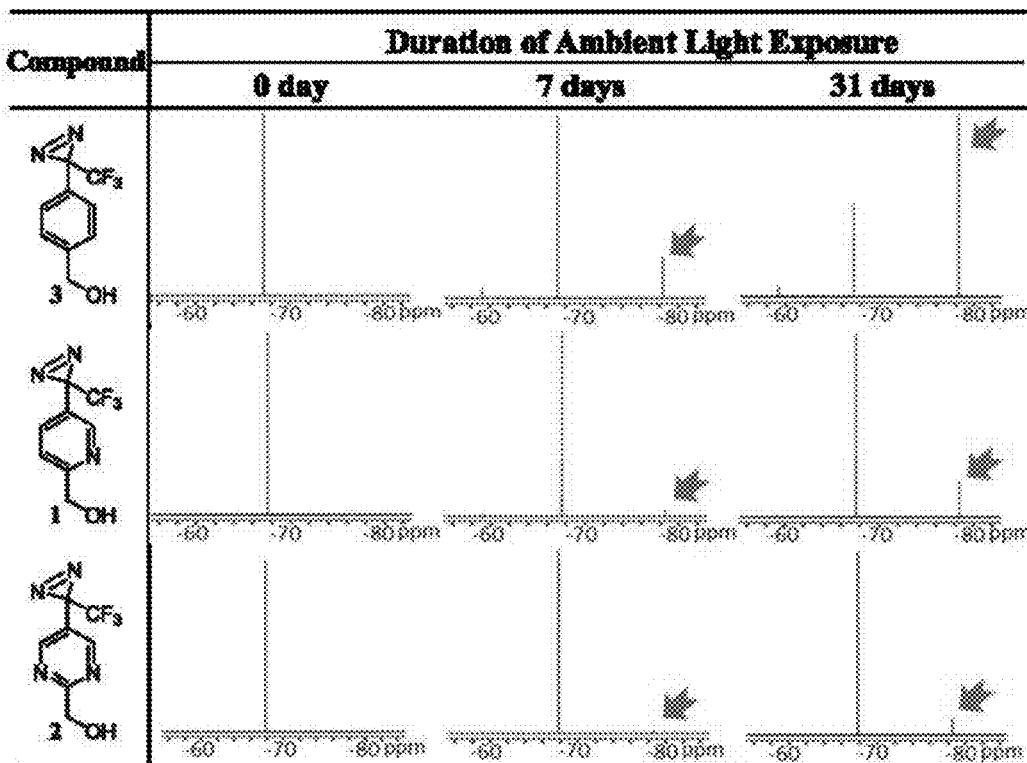 Compound
Duration of Ambient Light Exposure
0 day 7 days 31 days
N N
CF3
3 OH
-60 -70 -80 ppm
-60 -70 -80 ppm
-60 -70 -80 ppm
N N
CF3
N
1 OH
-60 -70 -80 ppm
-60 -70 -80 ppm
-60 -70 -80 ppm
N N
CF3
N N
2 OH
-60 -70 -80 ppm
-60 -70 -80 ppm
-60 -70 -80 ppm